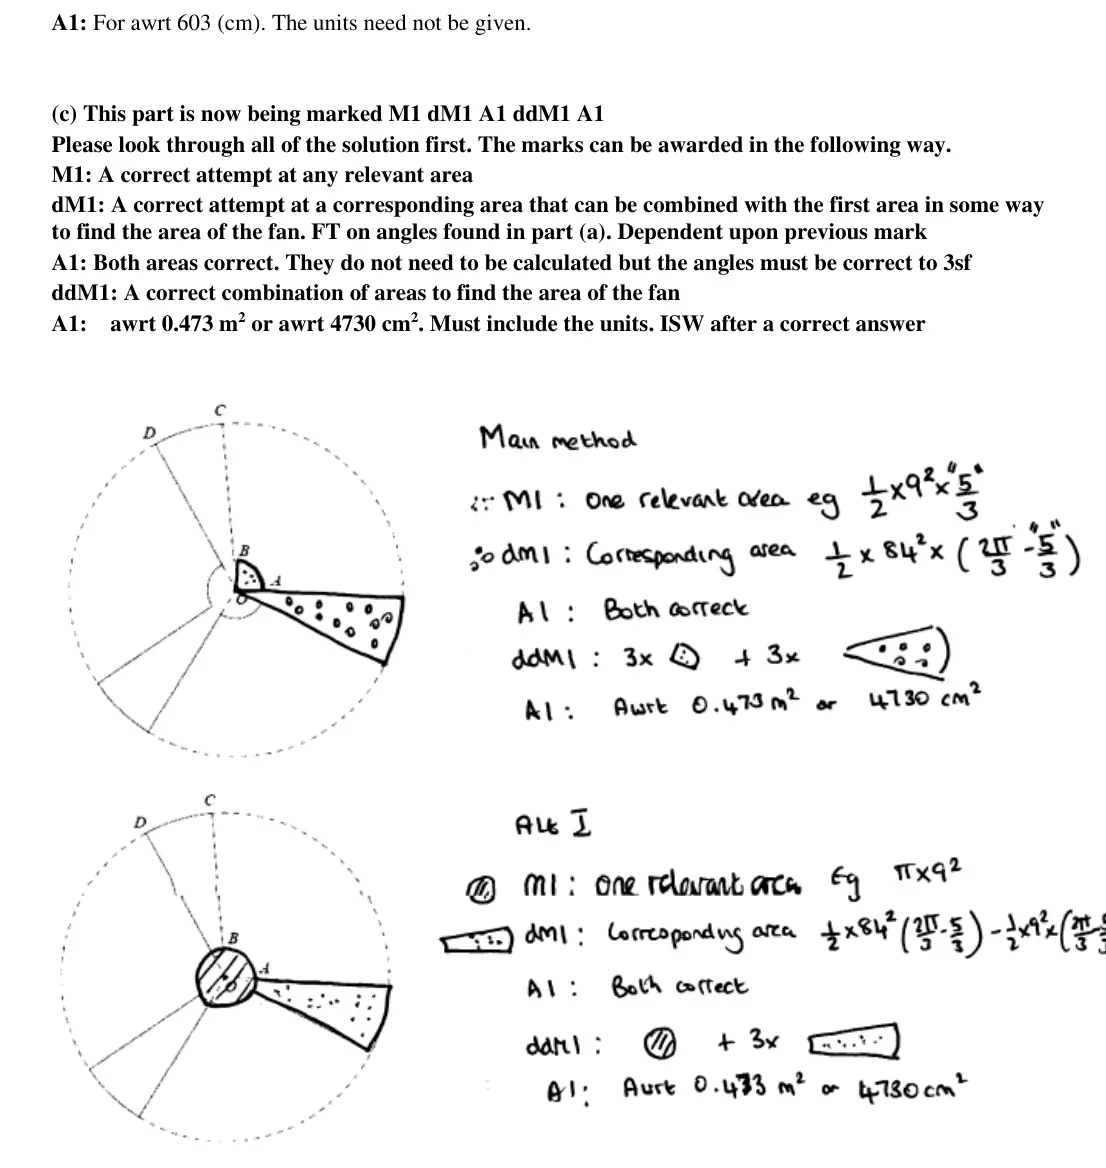 A1: For awrt 603 (cm). The units need not be given.
(c) This part is now being marked M1 dM1 A1 ddM1 A1
Please look through all of the solution first. The marks can be awarded in the following way.
M1: A correct attempt at any relevant area
dM1: A correct attempt at a corresponding area that can be combined with the first area in some way
to find the area of the fan. FT on angles found in part (a). Dependent upon previous mark
A1: Both areas correct. They do not need to be calculated but the angles must be correct to 3sf
ddM1: A correct combination of areas to find the area of the fan
A1: awrt 0.473 m² or awrt 4730 cm². Must include the units. ISW after a correct answer
C
D
B
A
O
Main method
M1 : One relevant area eg 1/2 x 9² x "5/3"
dM1 : Corresponding area 1/2 x 84² x (2π/3 - "5/3")
A1 : Both correct
ddM1 : 3x + 3x
A1 : Awrt 0.473 m² or 4730 cm²
C
D
B
A
O
Alt I
M1 : one relevant area Eg π x 9²
dM1 : Corresponding area 1/2 x 84² (2π/3 - 5/3) - 1/2 x 9² x (2π/3 -
A1 : Both correct
ddM1 : + 3x
A1 : Awrt 0.473 m² or 4730 cm²